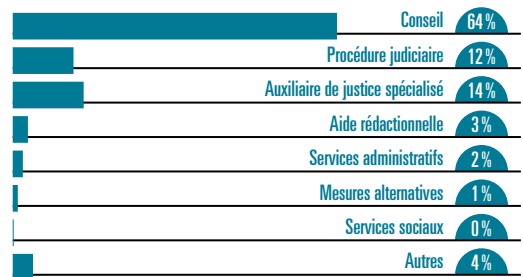 Conseil 64 %
Procédure judiciaire 12 %
Auxiliaire de justice spécialisé 14 %
Aide rédactionnelle 3 %
Services administratifs 2 %
Mesures alternatives 1 %
Services sociaux 0 %
Autres 4 %